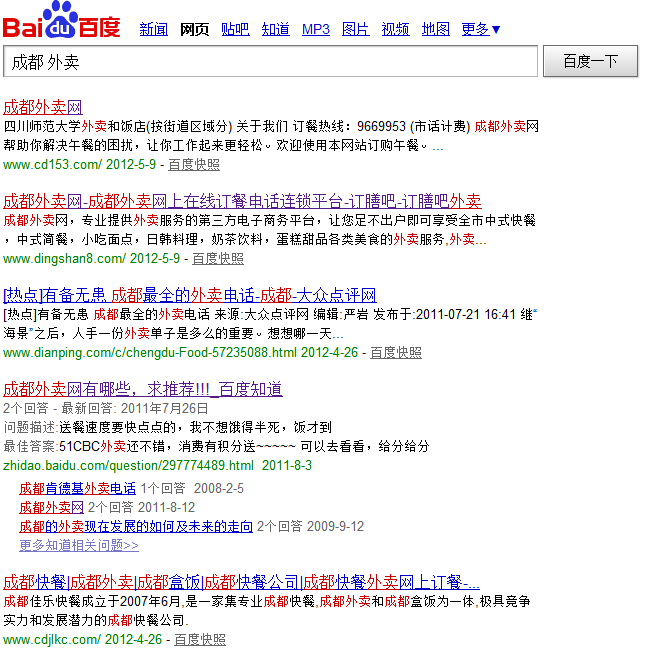 Bai du 百度 新闻 网页 贴吧 知道 MP3 图片 视频 地图 更多▼
成都 外卖 百度一下
成都外卖网
四川师范大学外卖和饭店(按街道区域分) 关于我们 订餐热线：9669953 (市话计费) 成都外卖网
帮助你解决午餐的困扰，让你工作起来更轻松。欢迎使用本网站订购午餐。...
www.cd153.com/ 2012-5-9 - 百度快照
成都外卖网-成都外卖网上在线订餐电话连锁平台-订膳吧-订膳吧外卖
成都外卖网，专业提供外卖服务的第三方电子商务平台，让您足不出户即可享受全市中式快餐
，中式简餐，小吃面点，日韩料理，奶茶饮料，蛋糕甜品各类美食的外卖服务,外卖...
www.dingshan8.com/ 2012-5-9 - 百度快照
[热点]有备无患 成都最全的外卖电话-成都-大众点评网
[热点]有备无患 成都最全的外卖电话 来源:大众点评网 编辑:严岩 发布于:2011-07-21 16:41 继“
海景”之后，人手一份外卖单子是多么的重要。想想哪一天...
www.dianping.com/c/chengdu-Food-57235088.html 2012-4-26 - 百度快照
成都外卖网有哪些，求推荐!!!_百度知道
2个回答 - 最新回答: 2011年7月26日
问题描述:送餐速度要快点点的，我不想饿得半死，饭才到
最佳答案:51CBC外卖还不错，消费有积分送~~~~~ 可以去看看，给分给分
zhidao.baidu.com/question/297774489.html 2011-8-3
成都肯德基外卖电话 1个回答 2008-2-5
成都外卖网 2个回答 2011-8-12
成都的外卖现在发展的如何及未来的走向 2个回答 2009-9-12
更多知道相关问题>>
成都快餐|成都外卖|成都盒饭|成都快餐公司|成都快餐外卖网上订餐-...
成都佳乐快餐成立于2007年6月,是一家集专业成都快餐,成都外卖和成都盒饭为一体,极具竞争
实力和发展潜力的成都快餐公司.
www.cdjlkc.com/ 2012-4-26 - 百度快照